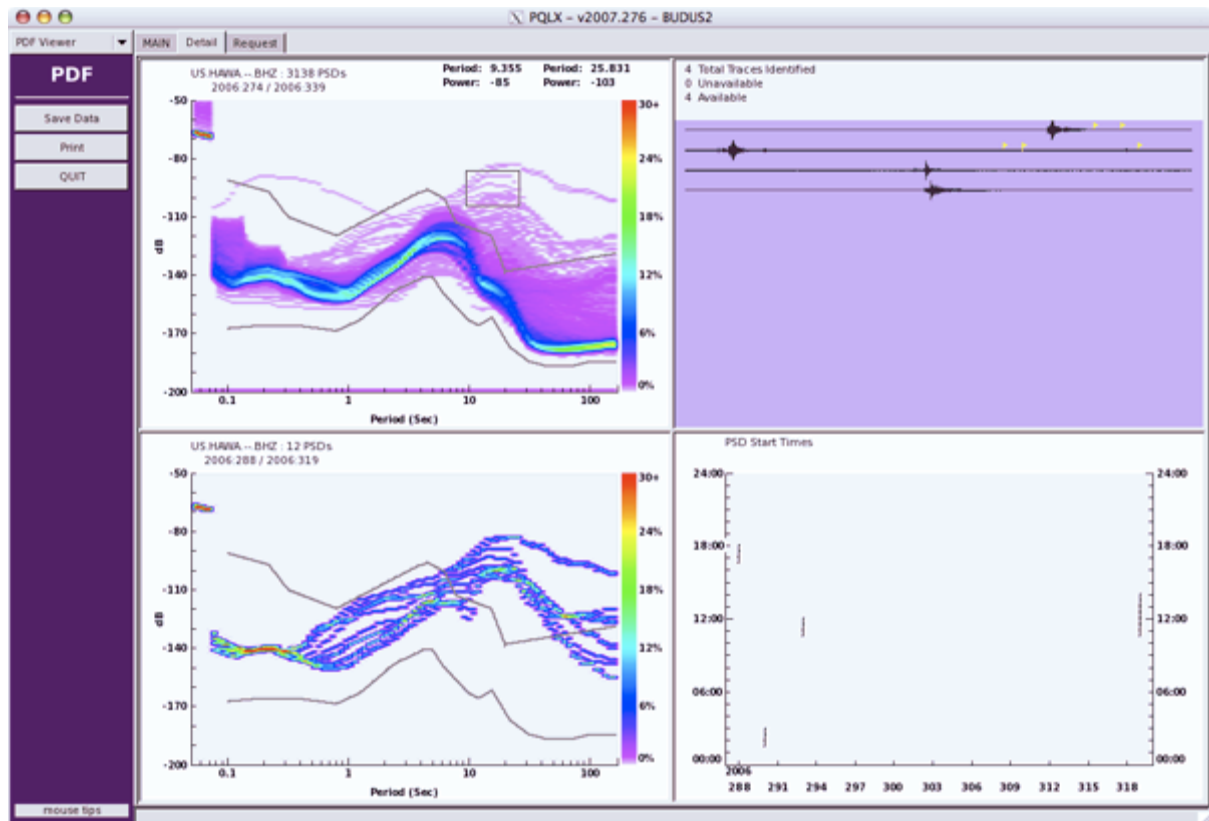 PQLX – v2007.276 – BUDUS2
PDF Viewer
MAIN
Detail
Request
PDF
Save Data
Print
QUIT
mouse tips
US.HAWA.--.BHZ : 3138 PSDs
2006:274 / 2006:339
Period: 9.355 Period: 25.831
Power: -85 Power: -103
-50
-80
-110
-140
-170
-200
dB
0.1 1 10 100
Period (Sec)
30+
24%
18%
12%
6%
0%
4 Total Traces Identified
0 Unavailable
4 Available
US.HAWA.--.BHZ : 12 PSDs
2006:288 / 2006:319
-50
-80
-110
-140
-170
-200
dB
0.1 1 10 100
Period (Sec)
30+
24%
18%
12%
6%
0%
PSD Start Times
24:00 24:00
18:00 18:00
12:00 12:00
06:00 06:00
00:00 00:00
2006
288 291 294 297 300 303 306 309 312 315 318